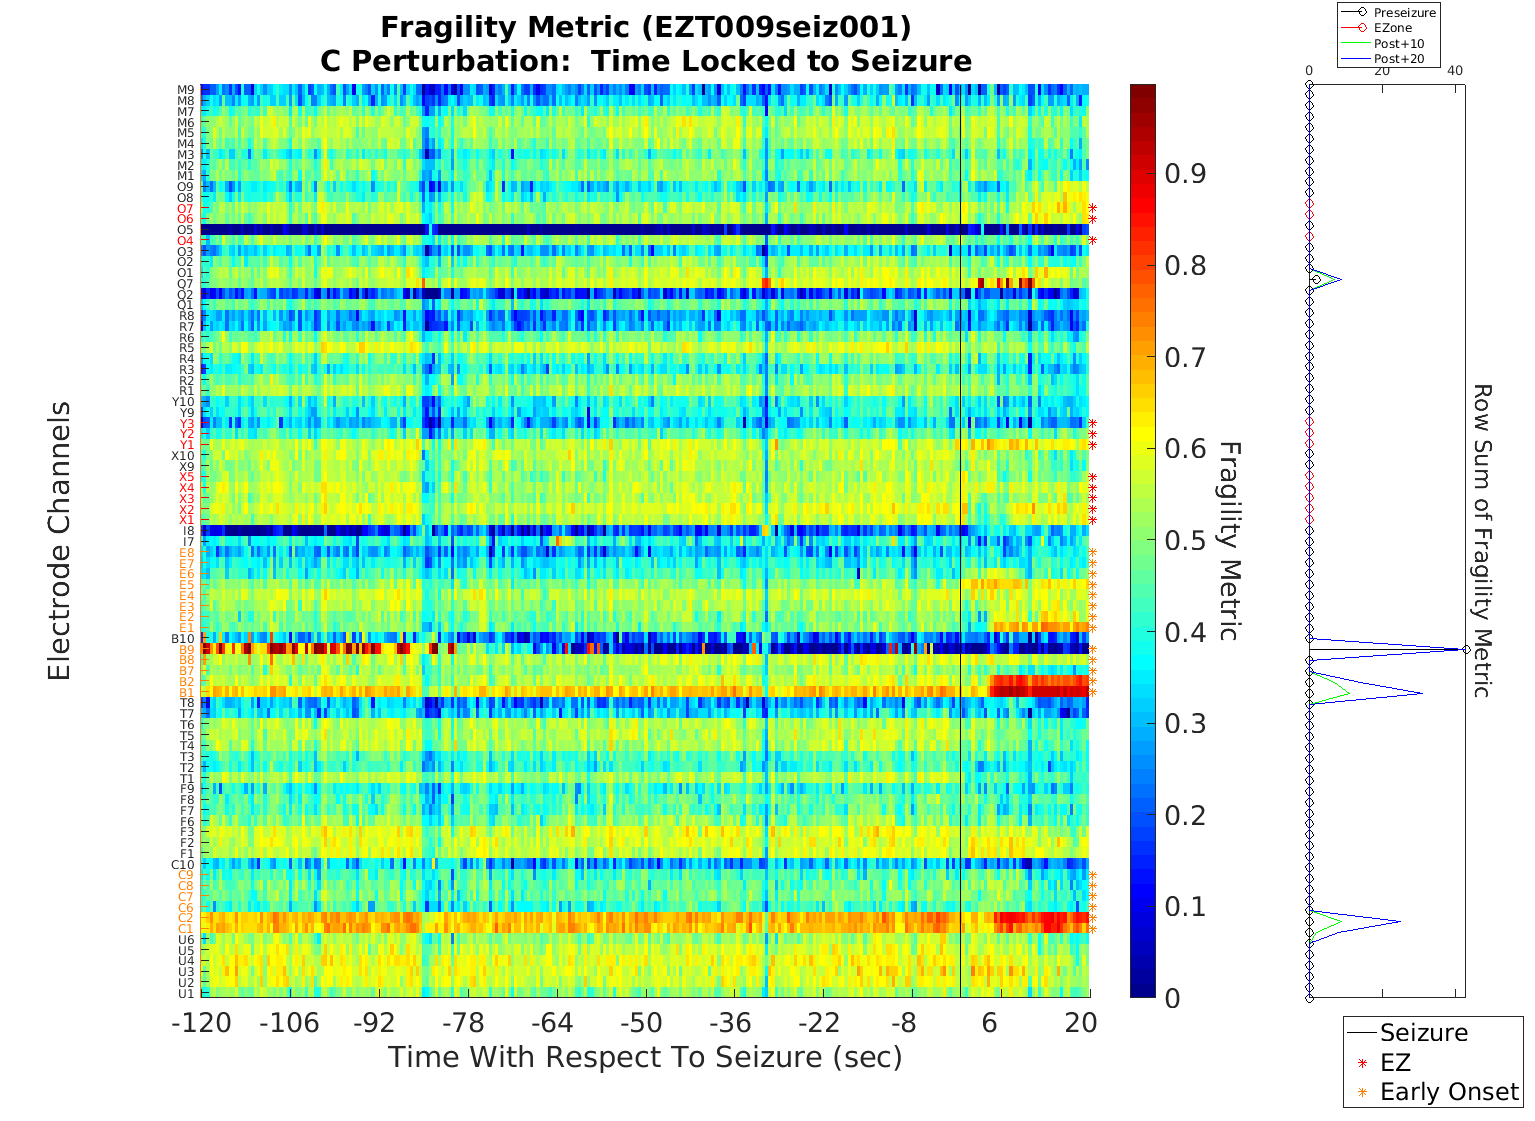 Fragility Metric (EZT009seiz001)
C Perturbation:  Time Locked to Seizure
Electrode Channels
M9
M8
M7
M6
M5
M4
M3
M2
M1
O9
O8
O7
O6
O5
O4
O3
O2
O1
Q7
Q2
Q1
R8
R7
R6
R5
R4
R3
R2
R1
Y10
Y9
Y3
Y2
Y1
X10
X9
X5
X4
X3
X2
X1
I8
I7
E8
E7
E6
E5
E4
E3
E2
E1
B10
B9
B8
B7
B2
B1
T8
T7
T6
T5
T4
T3
T2
T1
F9
F8
F7
F6
F3
F2
F1
C10
C9
C8
C7
C6
C2
C1
U6
U5
U4
U3
U2
U1
-120 -106 -92 -78 -64 -50 -36 -22 -8 6 20
Time With Respect To Seizure (sec)
0.9
0.8
0.7
0.6
0.5
0.4
0.3
0.2
0.1
0
Fragility Metric
Preseizure
EZone
Post+10
Post+20
0 20 40
Row Sum of Fragility Metric
Seizure
EZ
Early Onset